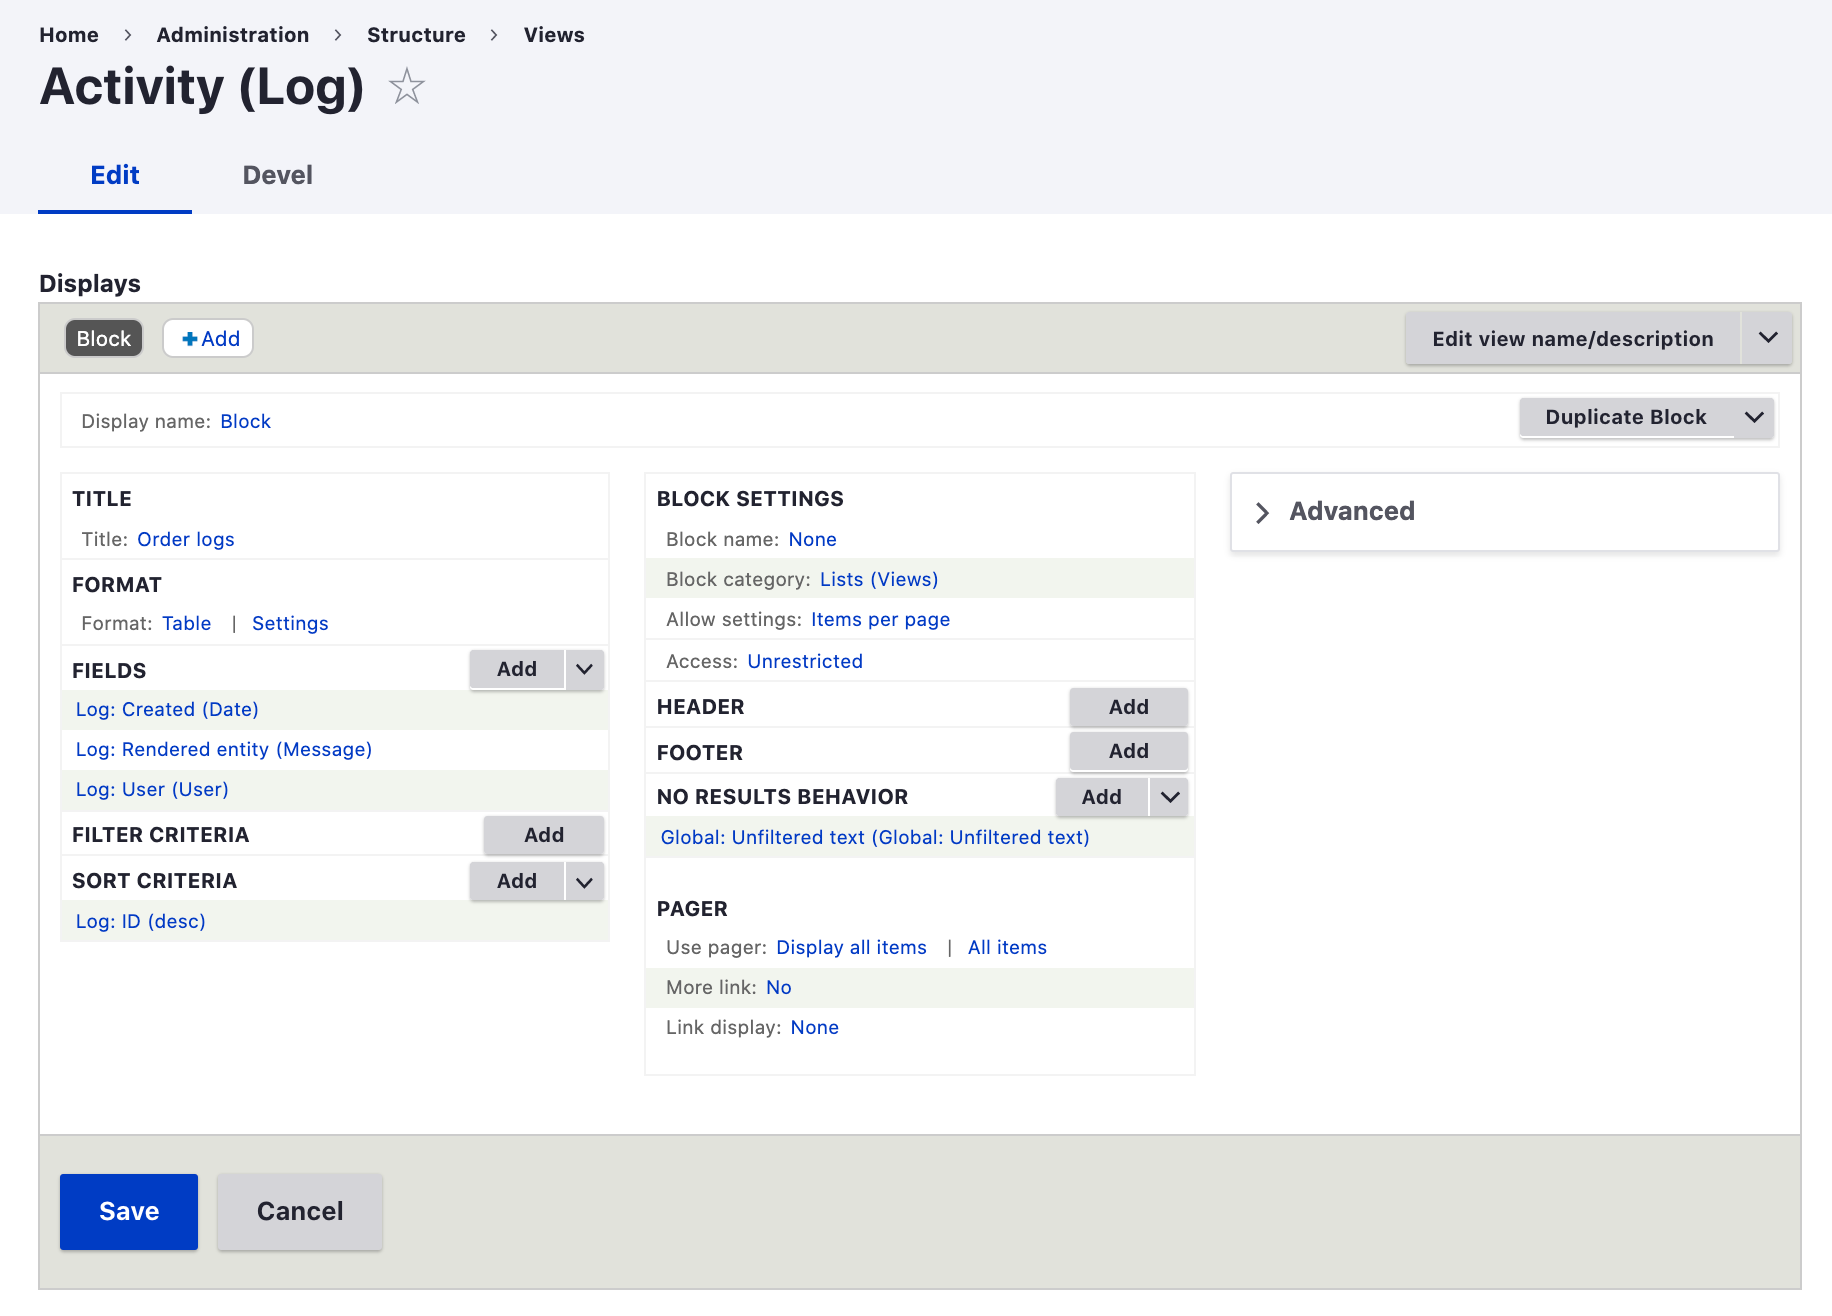 Home > Administration > Structure > Views
Activity (Log)
Edit
Devel
Displays
Block
Add
Edit view name/description
Display name: Block
Duplicate Block
TITLE
Title: Order logs
FORMAT
Format: Table | Settings
FIELDS
Add
Log: Created (Date)
Log: Rendered entity (Message)
Log: User (User)
FILTER CRITERIA
Add
SORT CRITERIA
Add
Log: ID (desc)
BLOCK SETTINGS
Block name: None
Block category: Lists (Views)
Allow settings: Items per page
Access: Unrestricted
HEADER
Add
FOOTER
Add
NO RESULTS BEHAVIOR
Add
Global: Unfiltered text (Global: Unfiltered text)
PAGER
Use pager: Display all items | All items
More link: No
Link display: None
Advanced
Save
Cancel